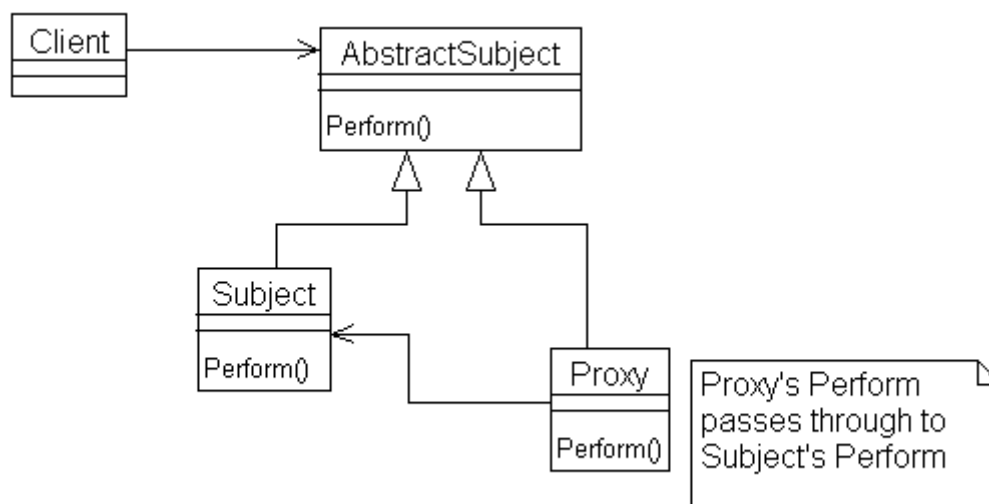 Client
AbstractSubject
Perform()
Subject
Perform()
Proxy
Perform()
Proxy's Perform
passes through to
Subject's Perform